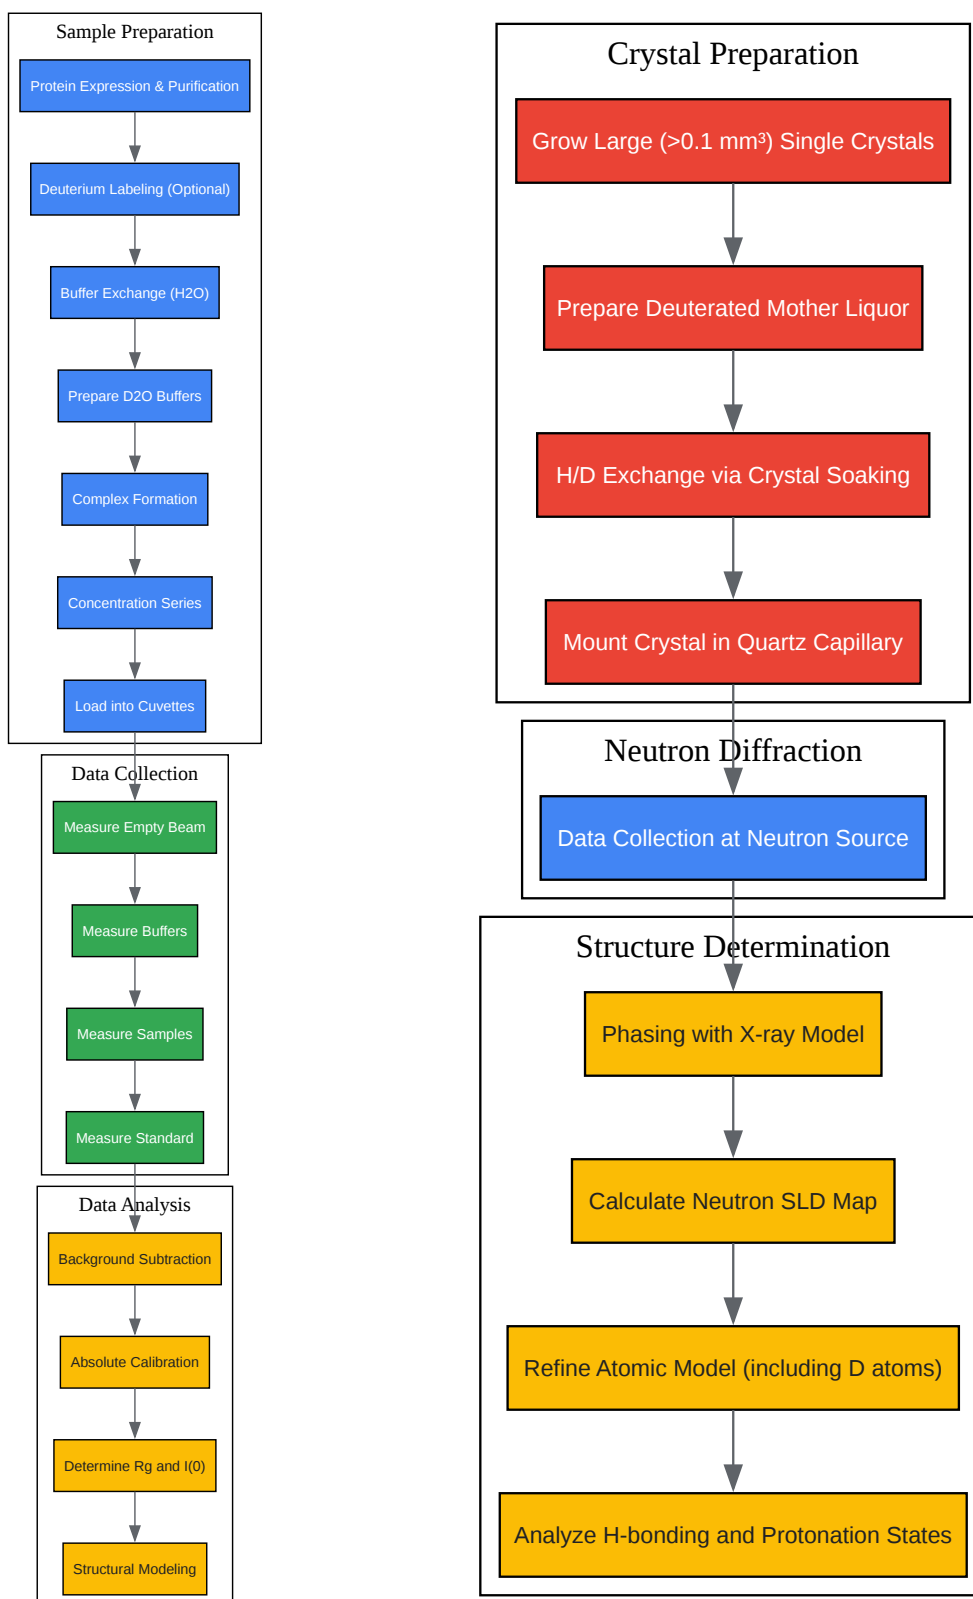 Sample Preparation
Protein Expression & Purification
Deuterium Labeling (Optional)
Buffer Exchange (H2O)
Prepare D2O Buffers
Complex Formation
Concentration Series
Load into Cuvettes
Data Collection
Measure Empty Beam
Measure Buffers
Measure Samples
Measure Standard
Data Analysis
Background Subtraction
Absolute Calibration
Determine Rg and I(0)
Structural Modeling
Crystal Preparation
Grow Large (>0.1 mm³) Single Crystals
Prepare Deuterated Mother Liquor
H/D Exchange via Crystal Soaking
Mount Crystal in Quartz Capillary
Neutron Diffraction
Data Collection at Neutron Source
Structure Determination
Phasing with X-ray Model
Calculate Neutron SLD Map
Refine Atomic Model (including D atoms)
Analyze H-bonding and Protonation States